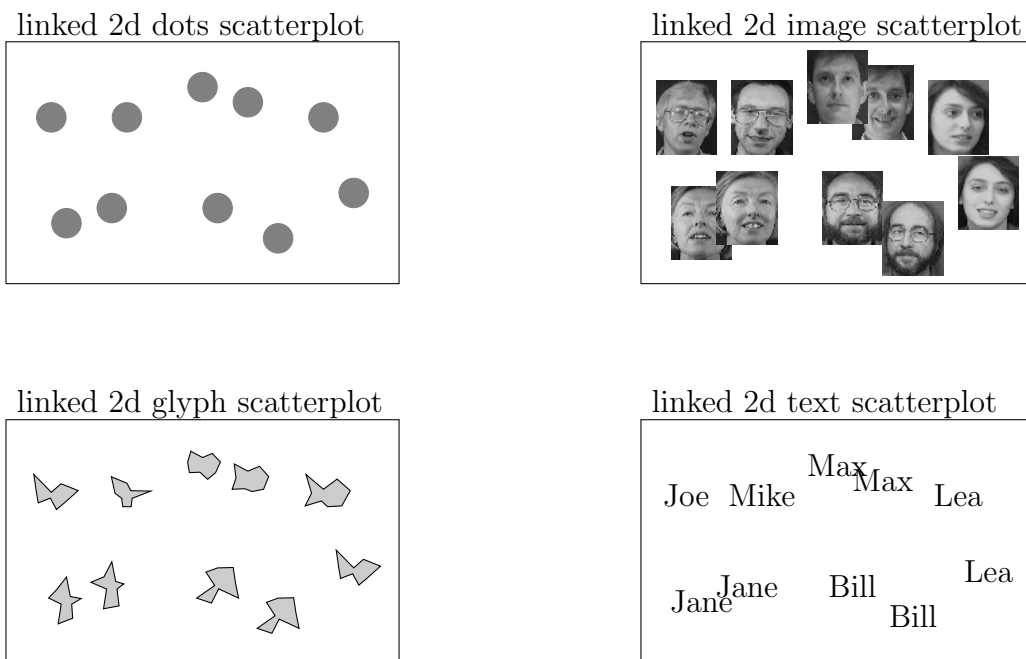 linked 2d dots scatterplot
linked 2d image scatterplot
linked 2d glyph scatterplot
linked 2d text scatterplot
Max
Max
Joe
Mike
Lea
Lea
Jane
Jane
Bill
Bill